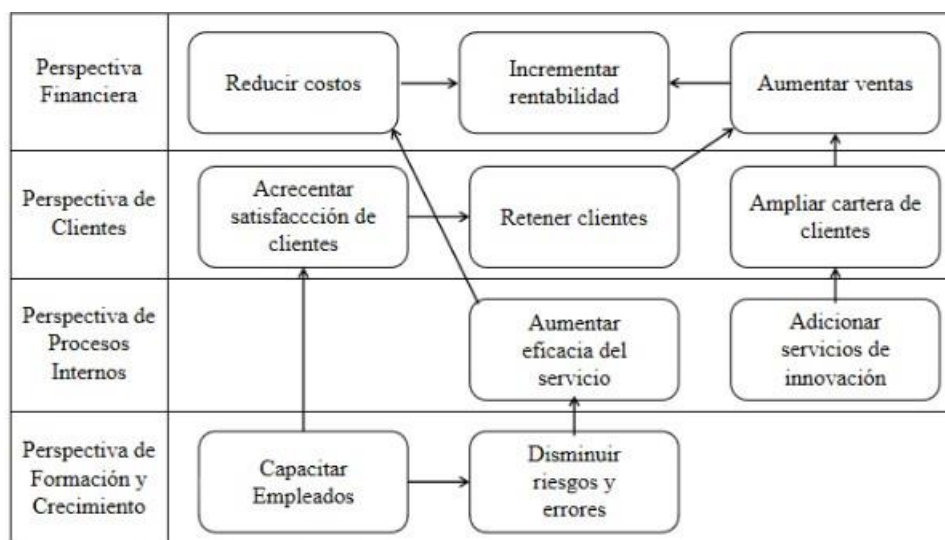 Perspectiva
Financiera
Reducir costos
Incrementar
rentabilidad
Aumentar ventas
Perspectiva de
Clientes
Acrecentar
satisfaccción de
clientes
Retener clientes
Ampliar cartera de
clientes
Perspectiva de
Procesos
Internos
Aumentar
eficacia del
servicio
Adicionar
servicios de
innovación
Perspectiva de
Formación y
Crecimiento
Capacitar
Empleados
Disminuir
riesgos y
errores